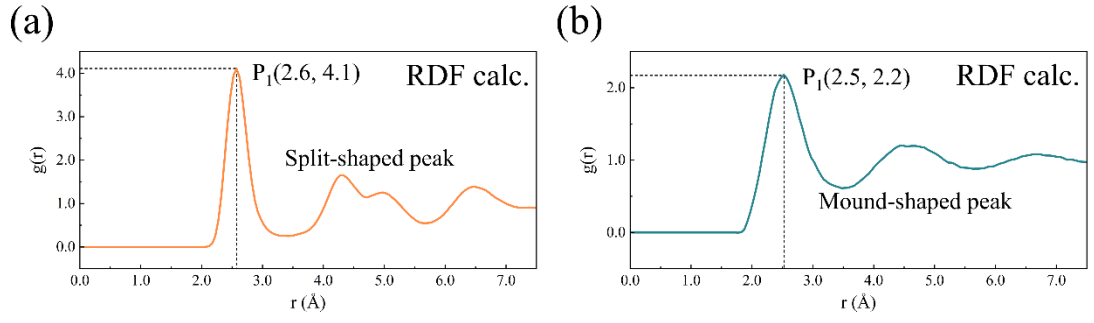 (a)
4.0
3.0
2.0
1.0
0.0
g(r)
P1(2.6, 4.1)
RDF calc.
Split-shaped peak
0.0 1.0 2.0 3.0 4.0 5.0 6.0 7.0
r (Å)
(b)
2.0
1.0
0.0
g(r)
P1(2.5, 2.2)
RDF calc.
Mound-shaped peak
0.0 1.0 2.0 3.0 4.0 5.0 6.0 7.0
r (Å)